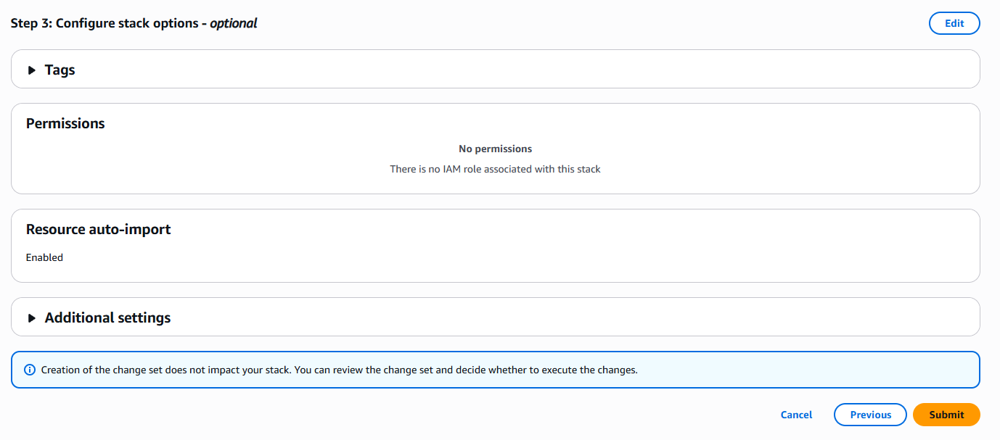 Step 3: Configure stack options - optional
Edit
Tags
Permissions
No permissions
There is no IAM role associated with this stack
Resource auto-import
Enabled
Additional settings
Creation of the change set does not impact your stack. You can review the change set and decide whether to execute the changes.
Cancel
Previous
Submit